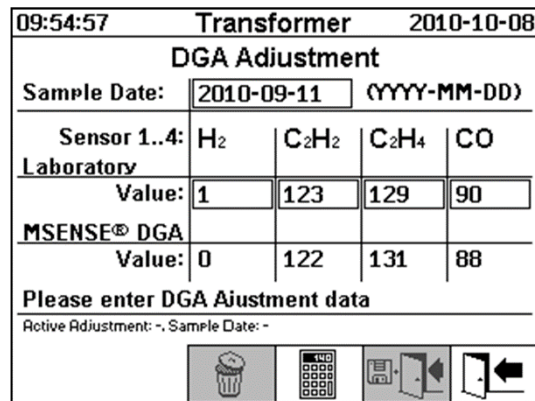 09:54:57 Transformer 2010-10-08
DGA Adjustment
Sample Date: 2010-09-11 (YYYY-MM-DD)
Sensor 1..4: H₂ C₂H₂ C₂H₄ CO
Laboratory
Value: 1 123 129 90
MSENSE® DGA
Value: 0 122 131 88
Please enter DGA Ajustment data
Active Adjustment: -, Sample Date: -
140